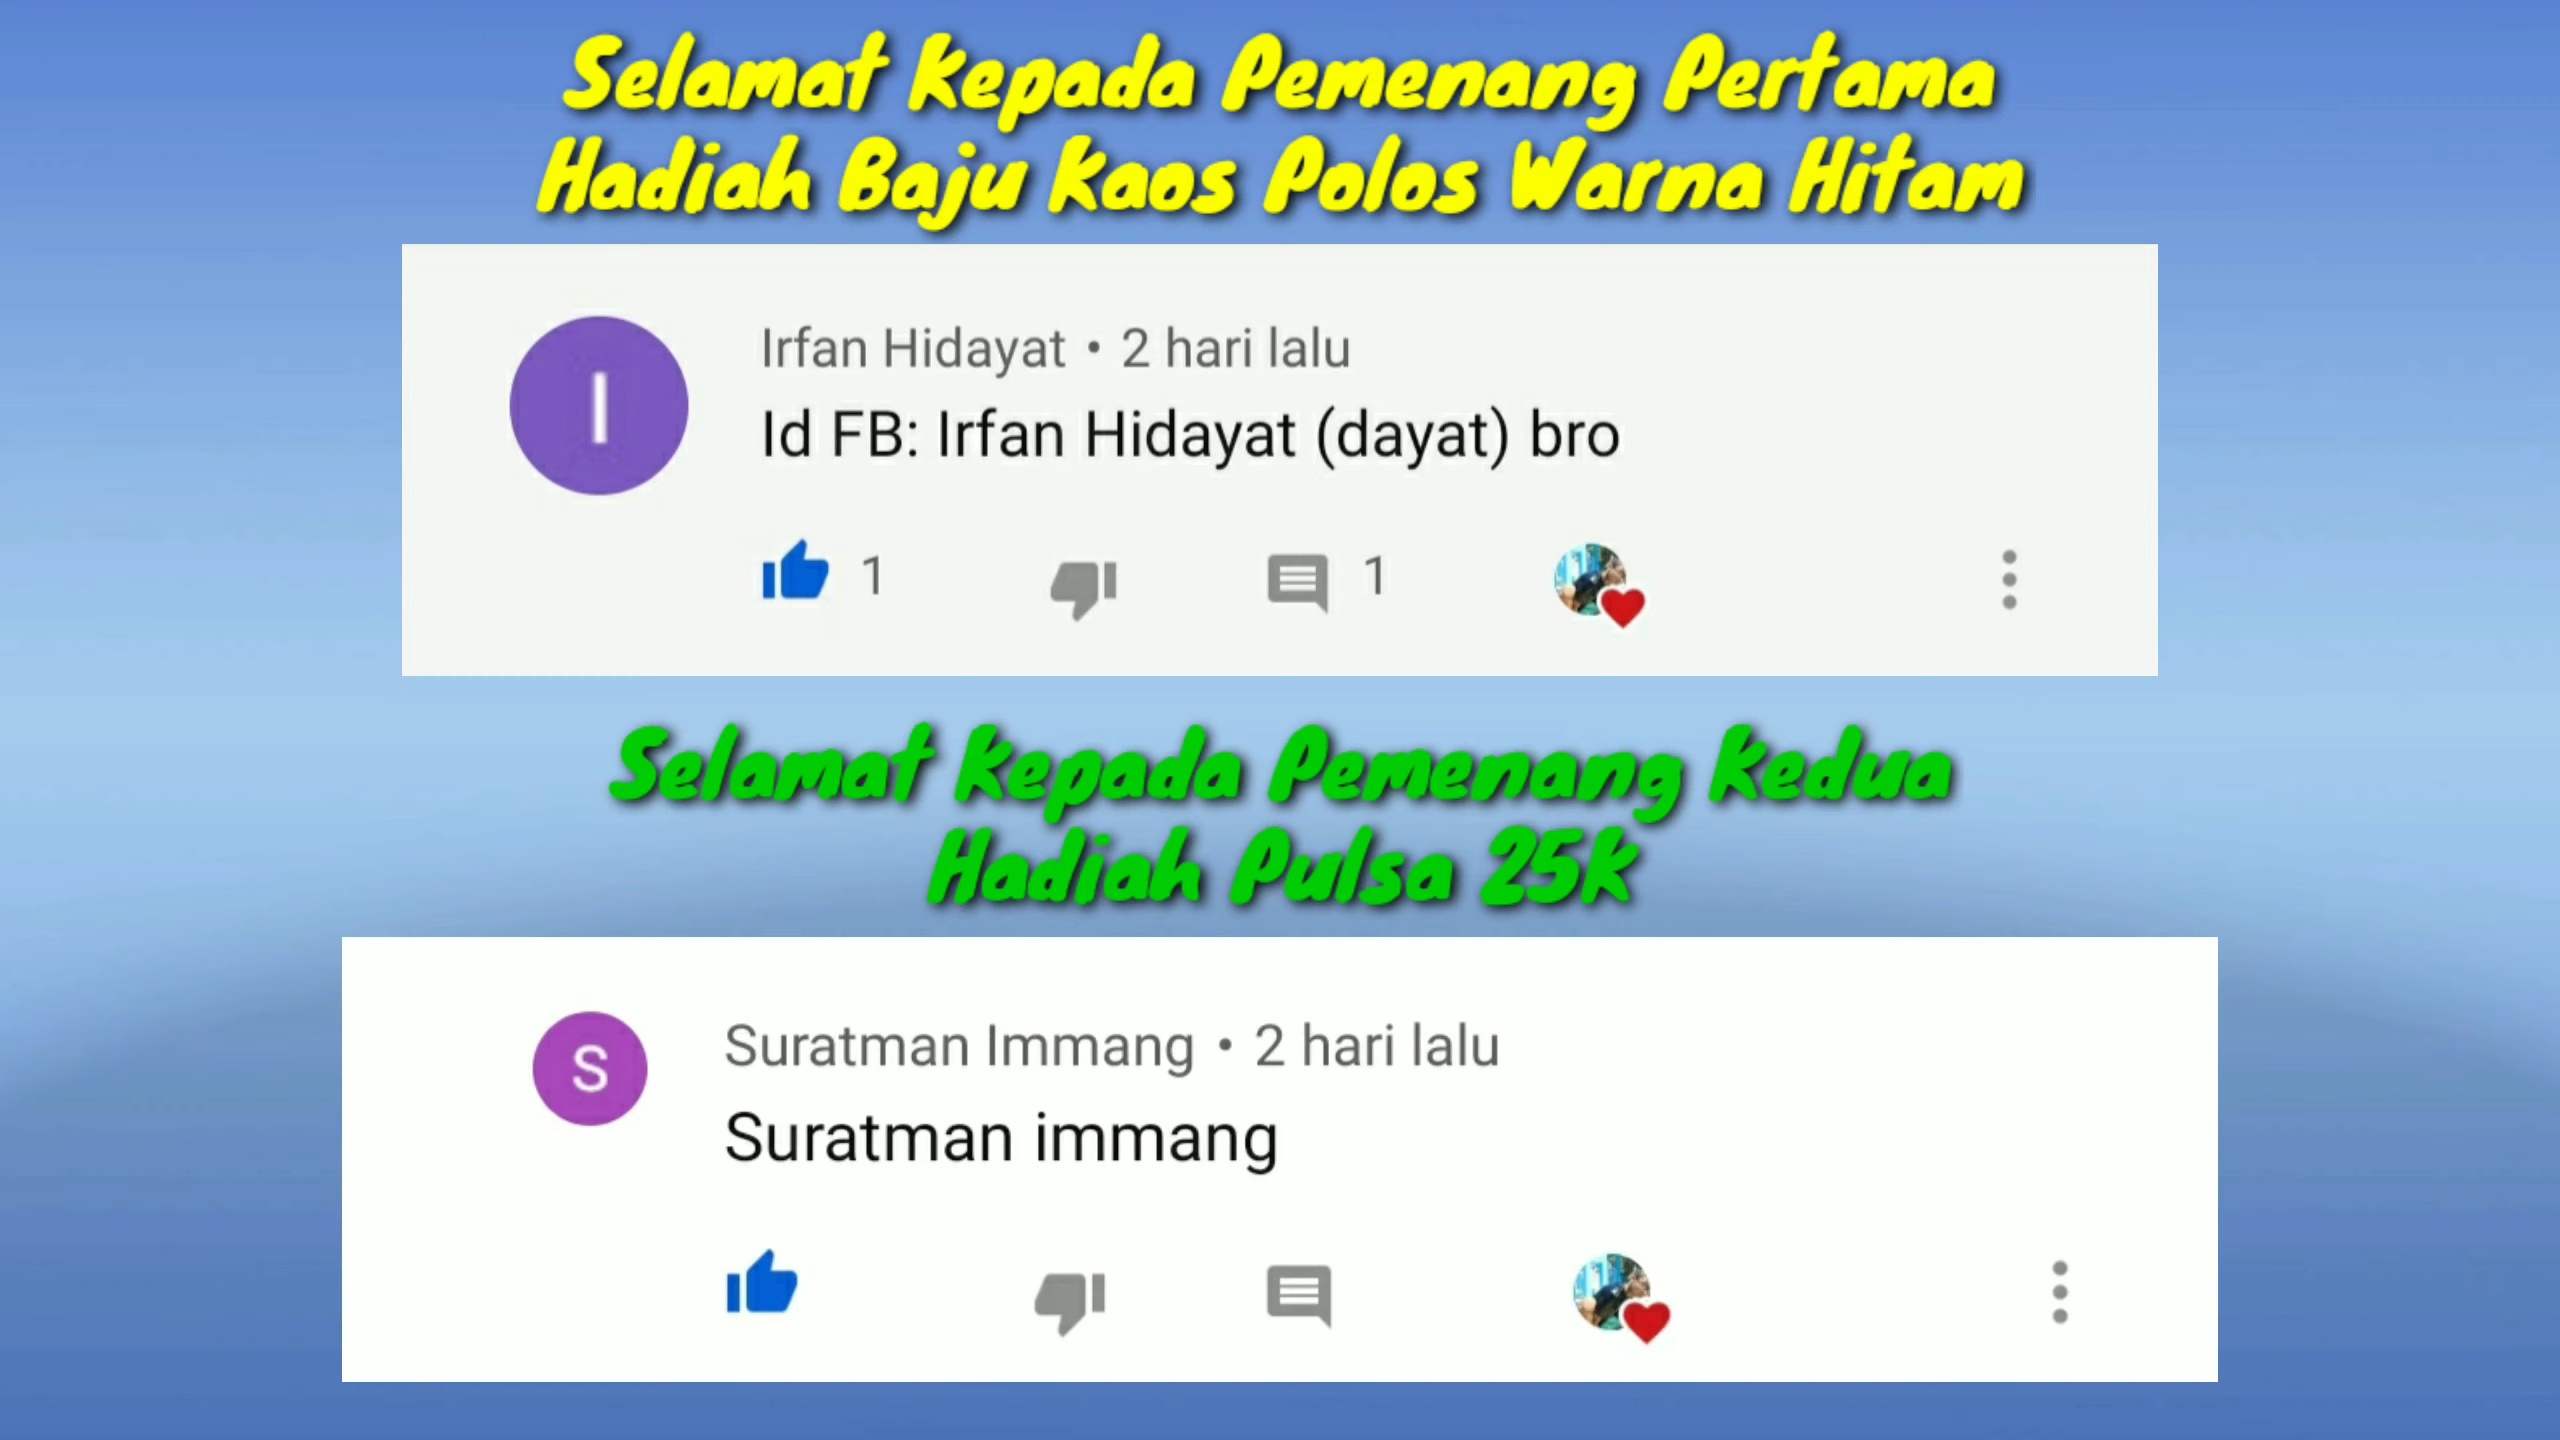 Selamat Kepada Pemenang Pertama
Hadiah Baju Kaos Polos Warna Hitam
I
Irfan Hidayat • 2 hari lalu
Id FB: Irfan Hidayat (dayat) bro
1 1
Selamat Kepada Pemenang Kedua
Hadiah Pulsa 25K
S
Suratman Immang • 2 hari lalu
Suratman immang